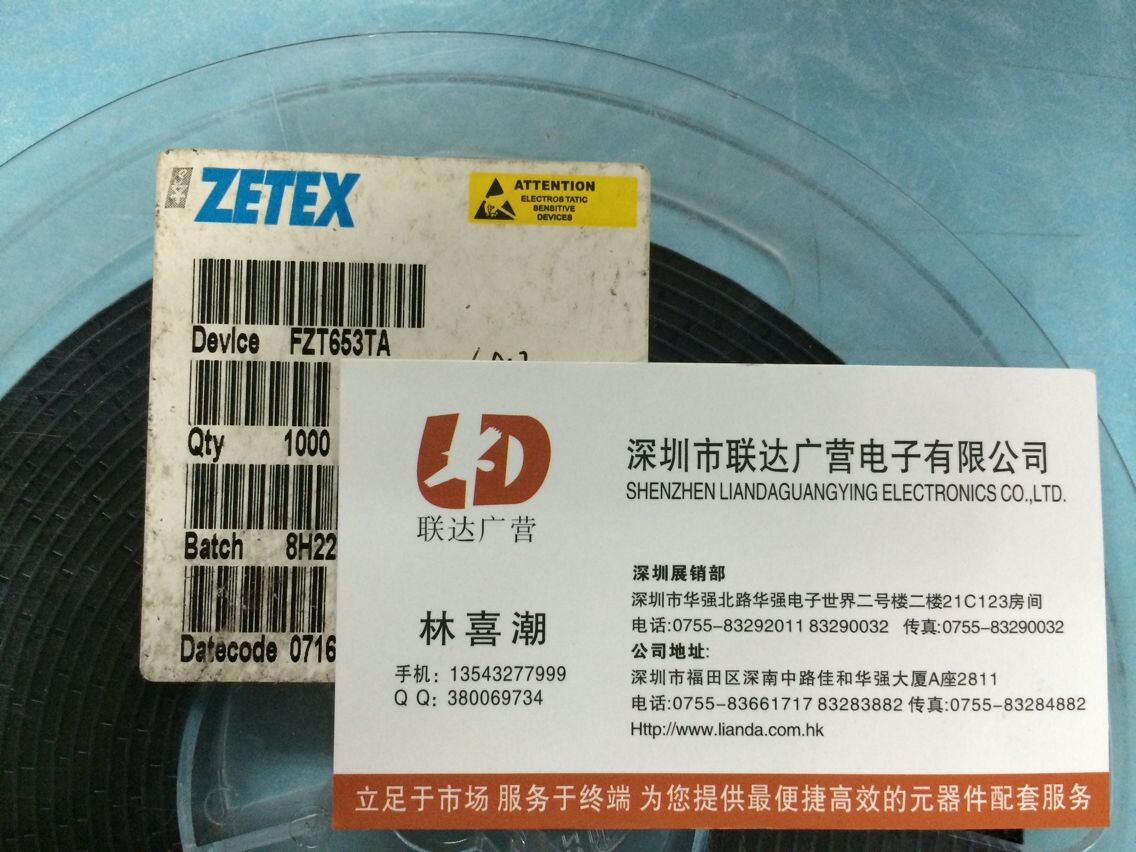 ZETEX
ATTENTION
ELECTROSTATIC
SENSITIVE
DEVICES
Device FZT653TA
Qty 1000
Batch 8H22
Datecode 0716
LD
联达广营
深圳市联达广营电子有限公司
SHENZHEN LIANDAGUANGYING ELECTRONICS CO.,LTD.
林喜潮
手机：13543277999
Q Q：380069734
深圳展销部
深圳市华强北路华强电子世界二号楼二楼21C123房间
电话:0755-83292011 83290032 传真:0755-83290032
公司地址:
深圳市福田区深南中路佳和华强大厦A座2811
电话:0755-83661717 83283882 传真:0755-83284882
Http://www.lianda.com.hk
立足于市场 服务于终端 为您提供最便捷高效的元器件配套服务